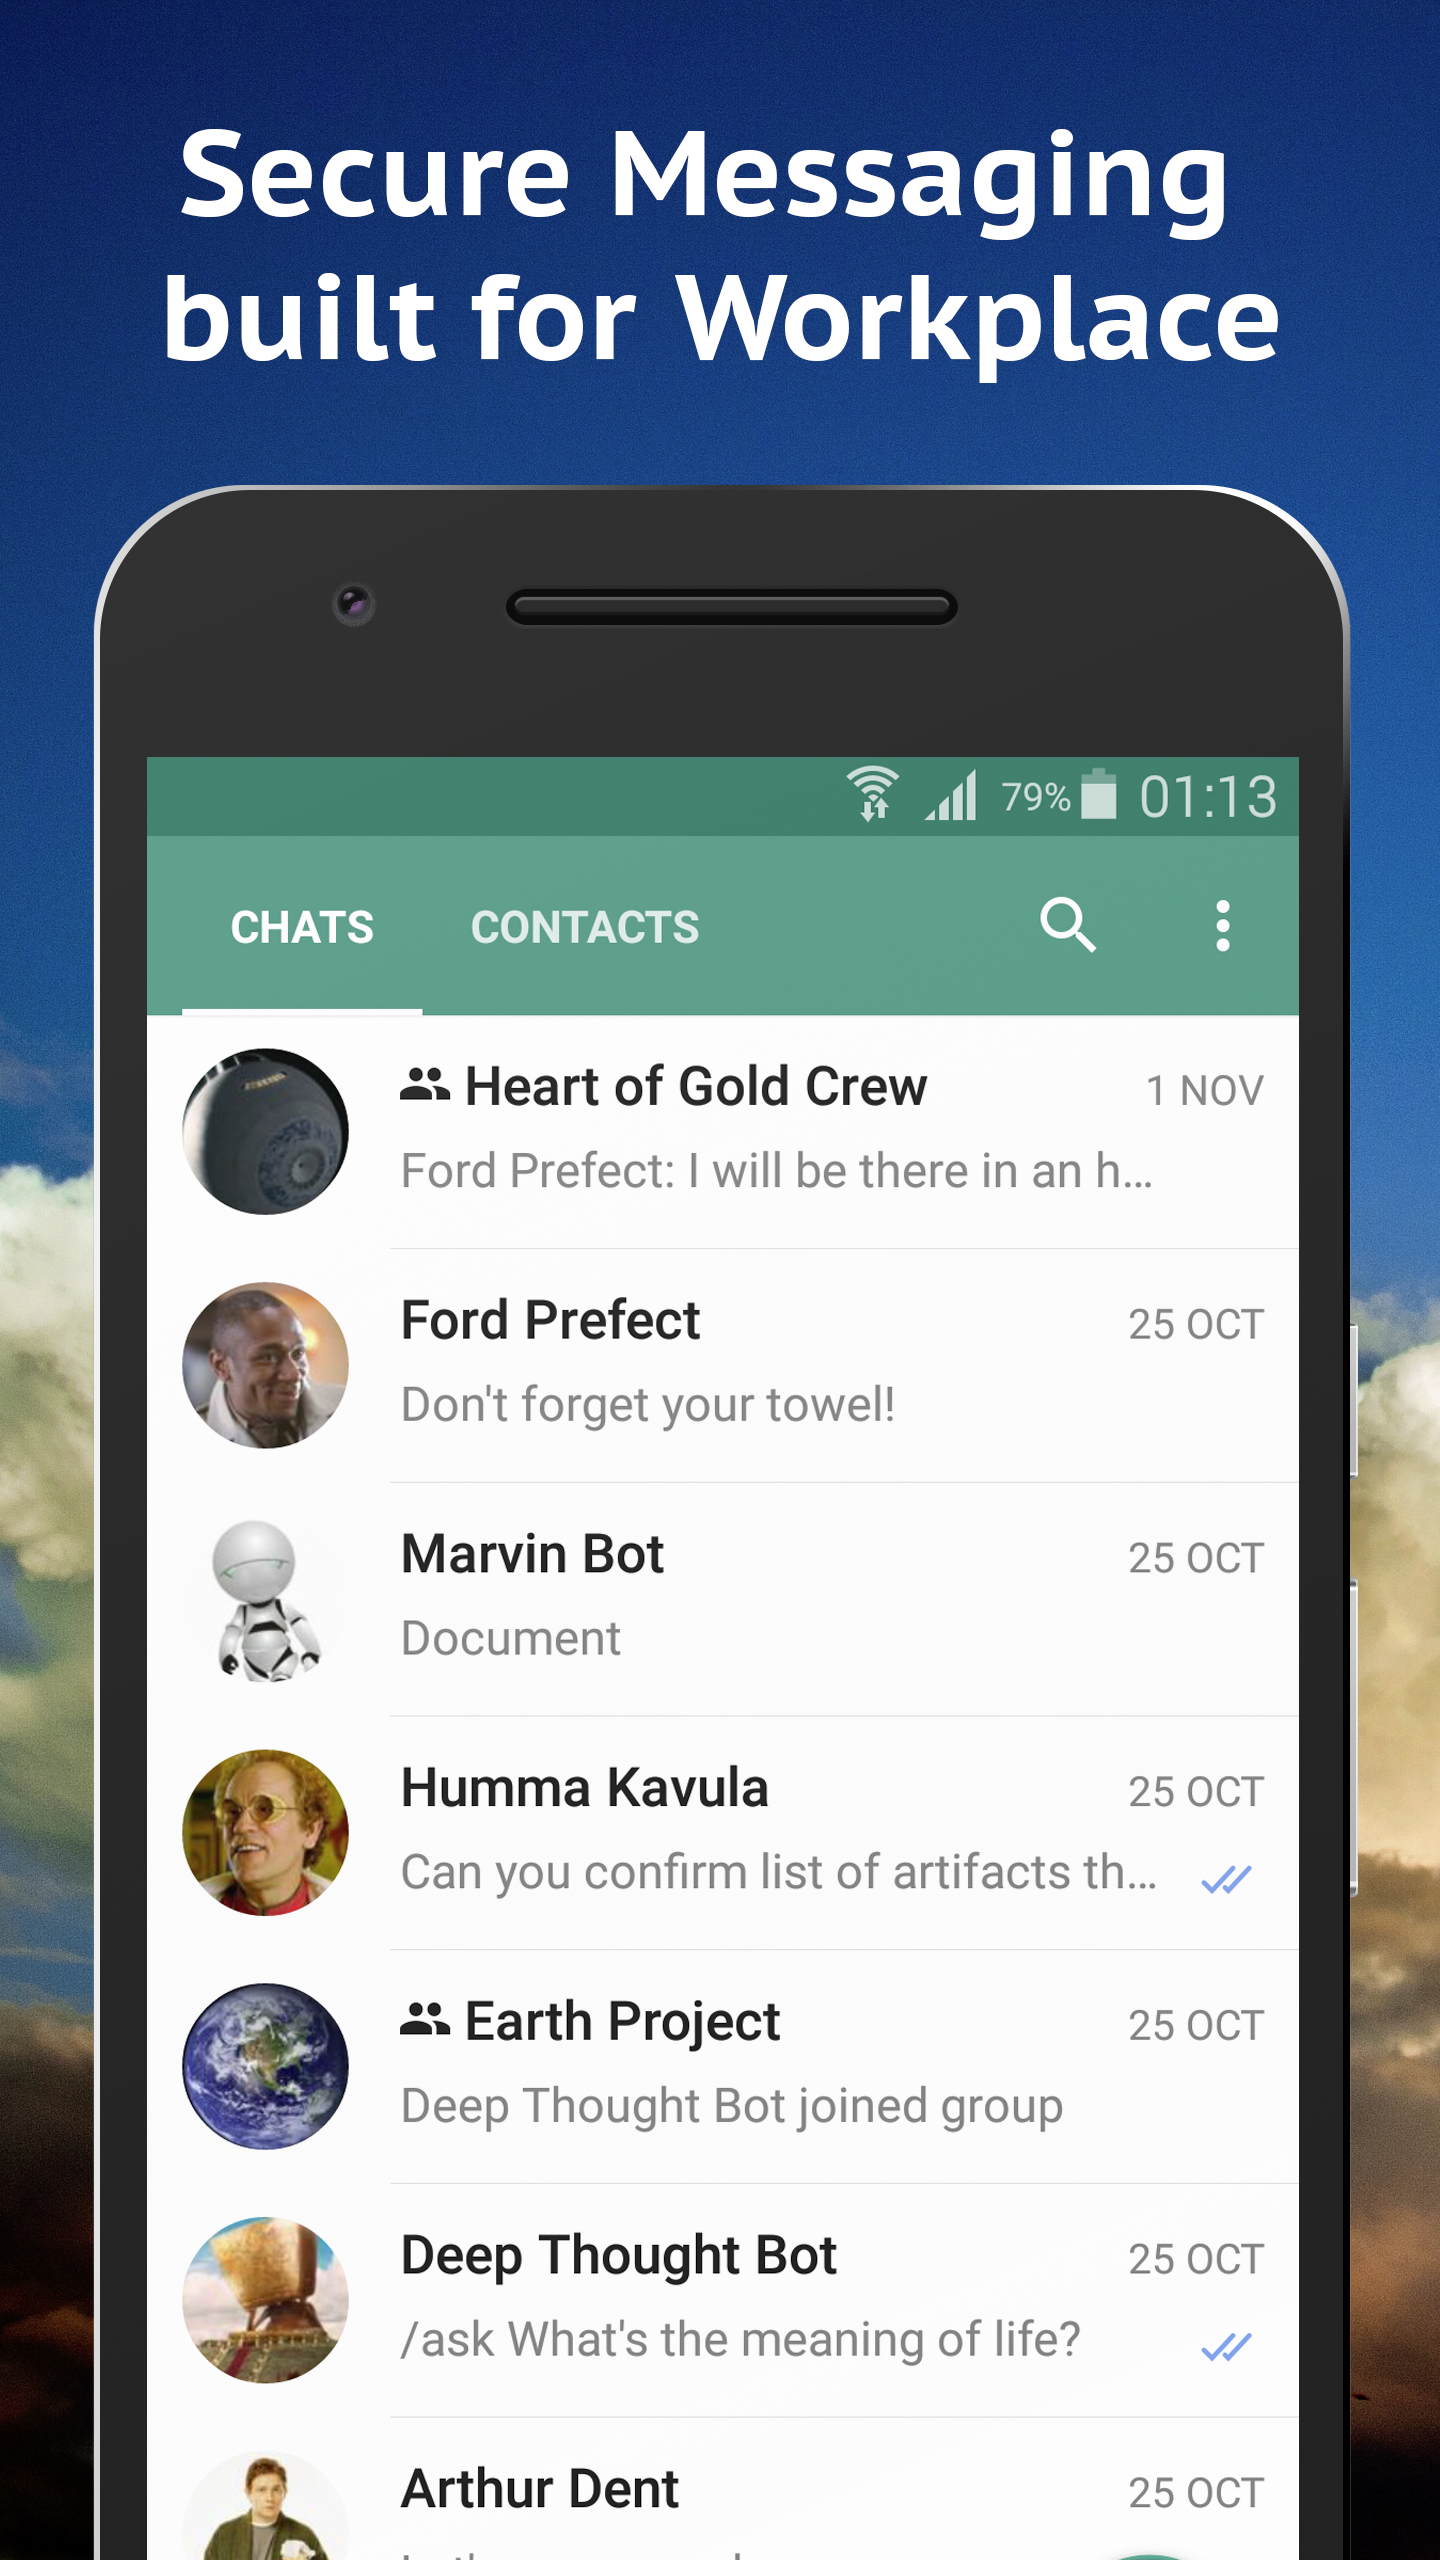 Secure Messaging
built for Workplace
79% 01:13
CHATS CONTACTS
Heart of Gold Crew 1 NOV
Ford Prefect: I will be there in an h...
Ford Prefect 25 OCT
Don't forget your towel!
Marvin Bot 25 OCT
Document
Humma Kavula 25 OCT
Can you confirm list of artifacts th...
Earth Project 25 OCT
Deep Thought Bot joined group
Deep Thought Bot 25 OCT
/ask What's the meaning of life?
Arthur Dent 25 OCT